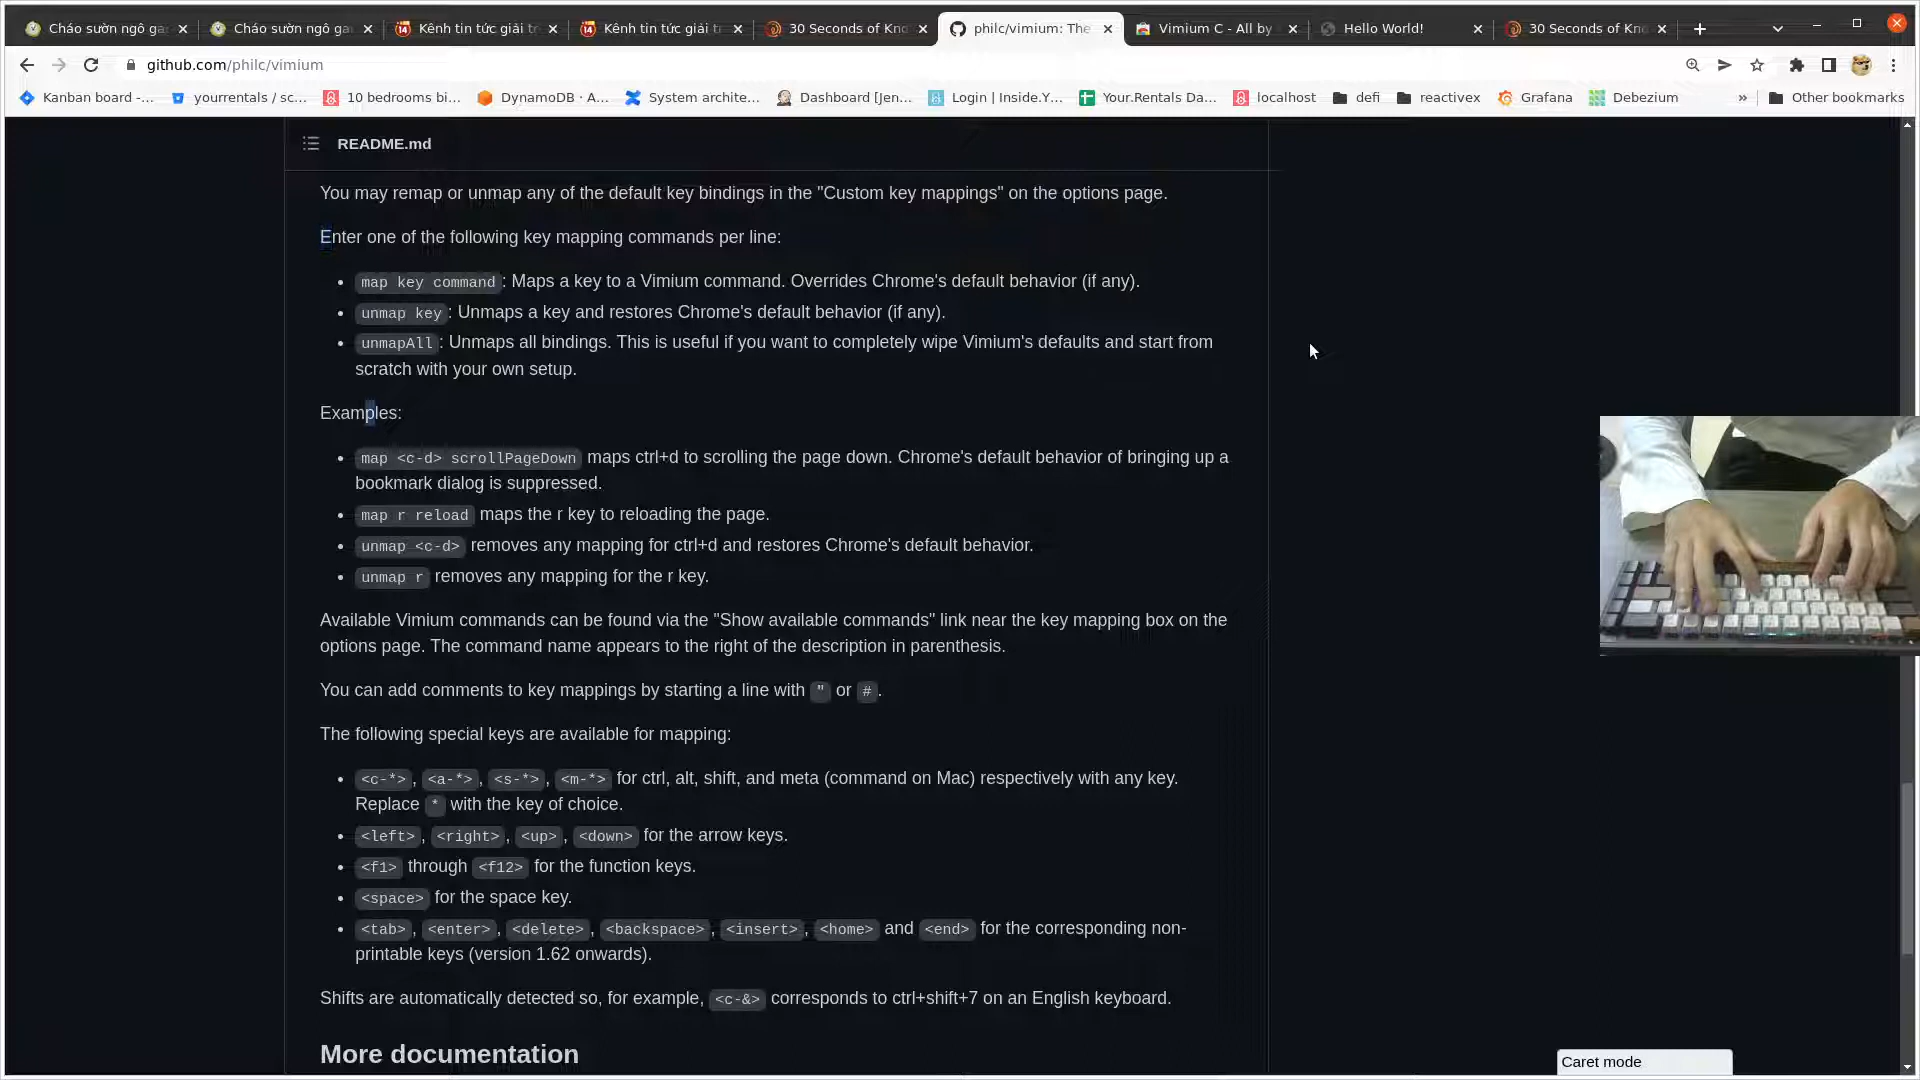 Cháo sườn ngô ga
Cháo sườn ngô ga
Kênh tin tức giải tr
Kênh tin tức giải t
30 Seconds of Kno
philc/vimium: The
Vimium C - All by
Hello World!
30 Seconds of Kn
github.com/philc/vimium
Kanban board -...
yourrentals / sc...
10 bedrooms bi...
DynamoDB · A...
System archite...
Dashboard [Jen...
Login | Inside.Y...
Your.Rentals Da...
localhost
defi
reactivex
Grafana
Debezium
»
Other bookmarks
README.md
You may remap or unmap any of the default key bindings in the "Custom key mappings" on the options page.
Enter one of the following key mapping commands per line:
• map key command: Maps a key to a Vimium command. Overrides Chrome's default behavior (if any).
• unmap key: Unmaps a key and restores Chrome's default behavior (if any).
• unmapAll: Unmaps all bindings. This is useful if you want to completely wipe Vimium's defaults and start from
scratch with your own setup.
Examples:
• map <c-d> scrollPageDown maps ctrl+d to scrolling the page down. Chrome's default behavior of bringing up a
bookmark dialog is suppressed.
• map r reload maps the r key to reloading the page.
• unmap <c-d> removes any mapping for ctrl+d and restores Chrome's default behavior.
• unmap r removes any mapping for the r key.
Available Vimium commands can be found via the "Show available commands" link near the key mapping box on the
options page. The command name appears to the right of the description in parenthesis.
You can add comments to key mappings by starting a line with " or #.
The following special keys are available for mapping:
• <c-*>, <a-*>, <s-*>, <m-*> for ctrl, alt, shift, and meta (command on Mac) respectively with any key.
Replace * with the key of choice.
• <left>, <right>, <up>, <down> for the arrow keys.
• <f1> through <f12> for the function keys.
• <space> for the space key.
• <tab>, <enter>, <delete>, <backspace>, <insert>, <home> and <end> for the corresponding non-
printable keys (version 1.62 onwards).
Shifts are automatically detected so, for example, <c-&> corresponds to ctrl+shift+7 on an English keyboard.
More documentation
Caret mode